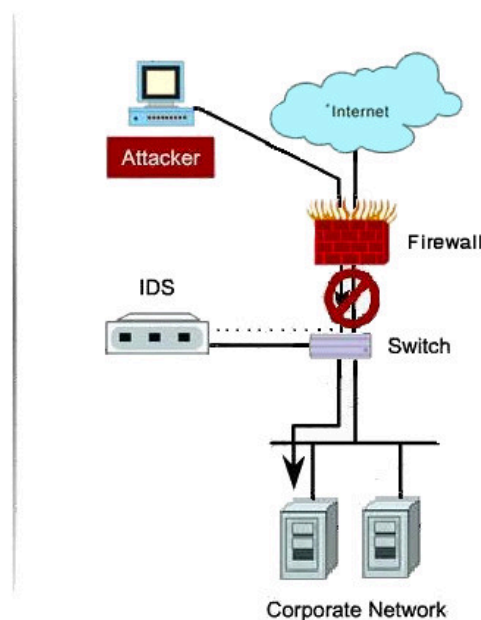 Internet
Attacker
Firewall
IDS
Switch
Corporate Network